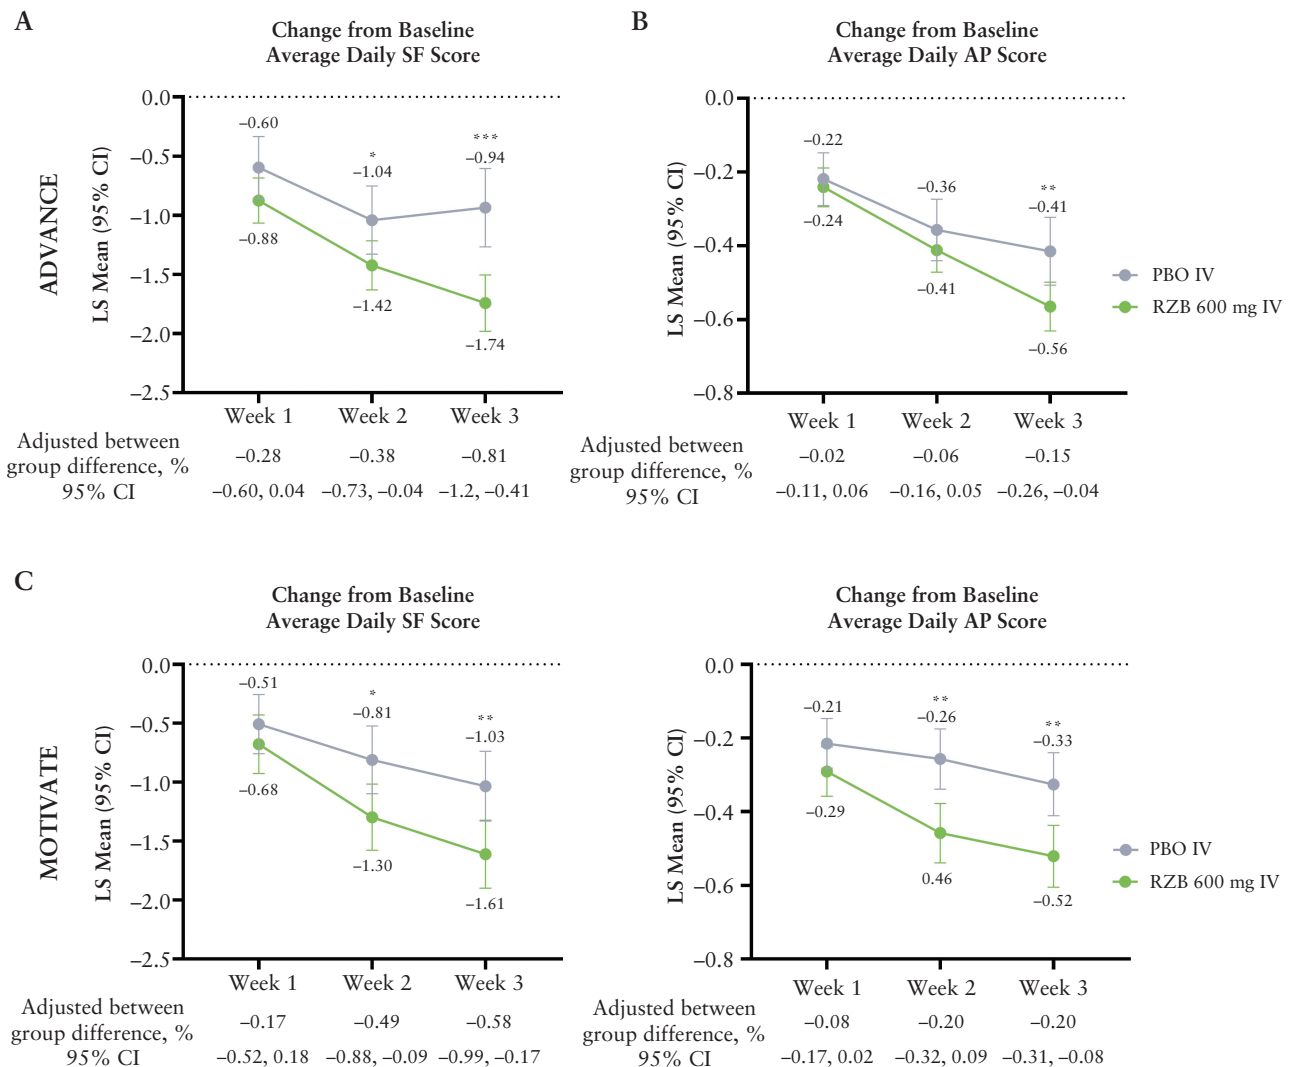 A
Change from Baseline
Average Daily SF Score
ADVANCE
LS Mean (95% CI)
0.0
–0.5
–1.0
–1.5
–2.0
–2.5
–0.60
*
–1.04
***
–0.94
–0.88
–1.42
–1.74
Week 1 Week 2 Week 3
Adjusted between
group difference, %
–0.28 –0.38 –0.81
95% CI –0.60, 0.04 –0.73, –0.04 –1.2, –0.41
B
Change from Baseline
Average Daily AP Score
LS Mean (95% CI)
0.0
–0.2
–0.4
–0.6
–0.8
–0.22
–0.36
**
–0.41
–0.24
–0.41
–0.56
PBO IV
RZB 600 mg IV
Week 1 Week 2 Week 3
Adjusted between
group difference, %
–0.02 –0.06 –0.15
95% CI –0.11, 0.06 –0.16, 0.05 –0.26, –0.04
C
Change from Baseline
Average Daily SF Score
MOTIVATE
LS Mean (95% CI)
0.0
–0.5
–1.0
–1.5
–2.0
–2.5
–0.51
*
–0.81
**
–1.03
–0.68
–1.30
–1.61
Week 1 Week 2 Week 3
Adjusted between
group difference, %
–0.17 –0.49 –0.58
95% CI –0.52, 0.18 –0.88, –0.09 –0.99, –0.17
Change from Baseline
Average Daily AP Score
LS Mean (95% CI)
0.0
–0.2
–0.4
–0.6
–0.8
–0.21
**
–0.26
**
–0.33
–0.29
0.46
–0.52
PBO IV
RZB 600 mg IV
Week 1 Week 2 Week 3
Adjusted between
group difference, %
–0.08 –0.20 –0.20
95% CI –0.17, 0.02 –0.32, 0.09 –0.31, –0.08